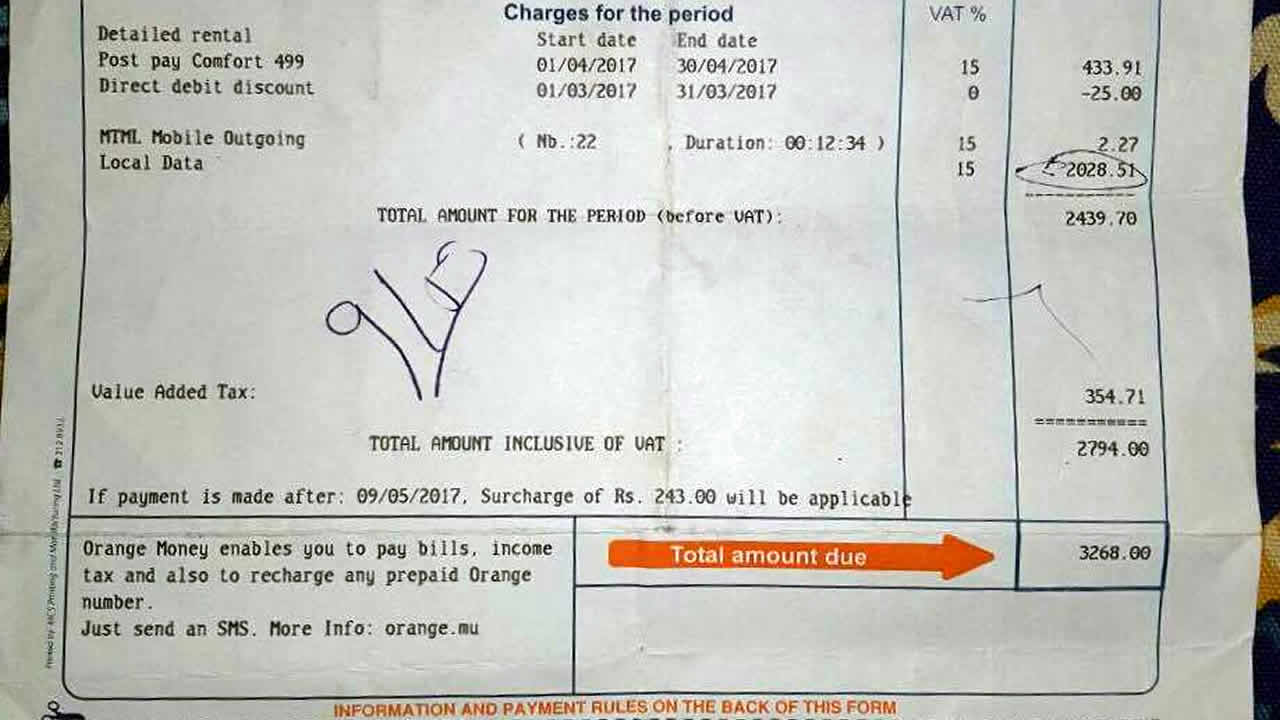 Charges for the period VAT %
Detailed rental Start date End date
Post pay Comfort 499 01/04/2017 30/04/2017 15 433.91
Direct debit discount 01/03/2017 31/03/2017 0 -25.00
MTML Mobile Outgoing ( Nb.:22 , Duration: 00:12:34 ) 15 2.27
Local Data 15 2028.51
-----------
TOTAL AMOUNT FOR THE PERIOD (before VAT): 2439.70
Value Added Tax: 354.71
===========
TOTAL AMOUNT INCLUSIVE OF VAT : 2794.00
If payment is made after: 09/05/2017, Surcharge of Rs. 243.00 will be applicable
Total amount due 3268.00
Orange Money enables you to pay bills, income
tax and also to recharge any prepaid Orange
number.
Just send an SMS. More Info: orange.mu
INFORMATION AND PAYMENT RULES ON THE BACK OF THIS FORM